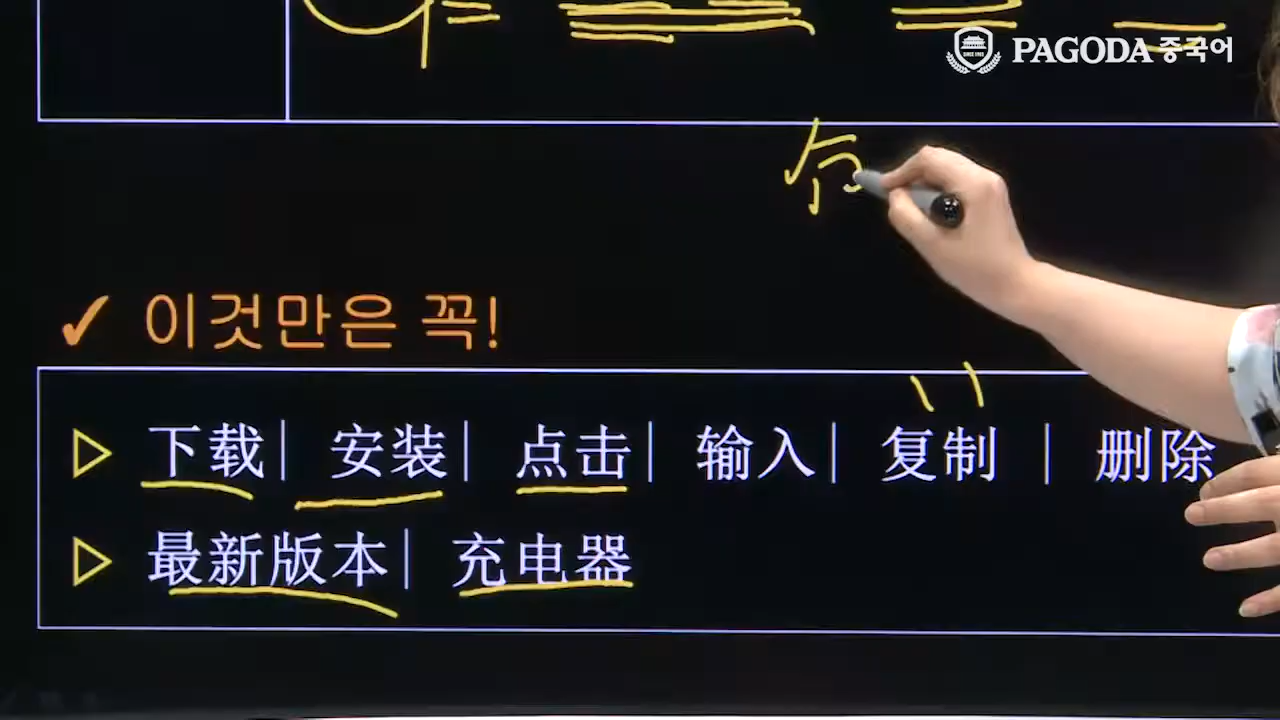 PAGODA 중국어
✓ 이것만은 꼭!
▷ 下载| 安装| 点击| 输入| 复制 | 删除
▷ 最新版本| 充电器